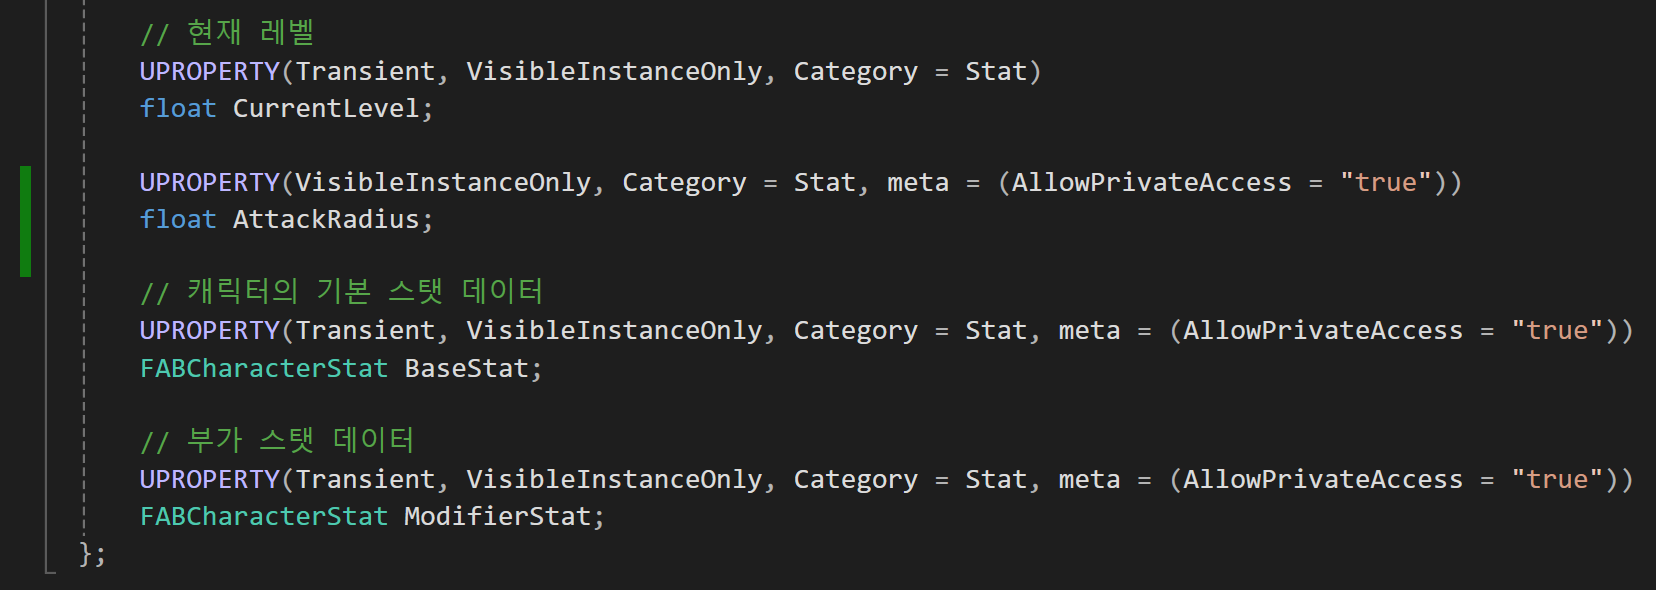 // 현재 레벨
UPROPERTY(Transient, VisibleInstanceOnly, Category = Stat)
float CurrentLevel;
UPROPERTY(VisibleInstanceOnly, Category = Stat, meta = (AllowPrivateAccess = "true"))
float AttackRadius;
// 캐릭터의 기본 스탯 데이터
UPROPERTY(Transient, VisibleInstanceOnly, Category = Stat, meta = (AllowPrivateAccess = "true"))
FABCharacterStat BaseStat;
// 부가 스탯 데이터
UPROPERTY(Transient, VisibleInstanceOnly, Category = Stat, meta = (AllowPrivateAccess = "true"))
FABCharacterStat ModifierStat;
};